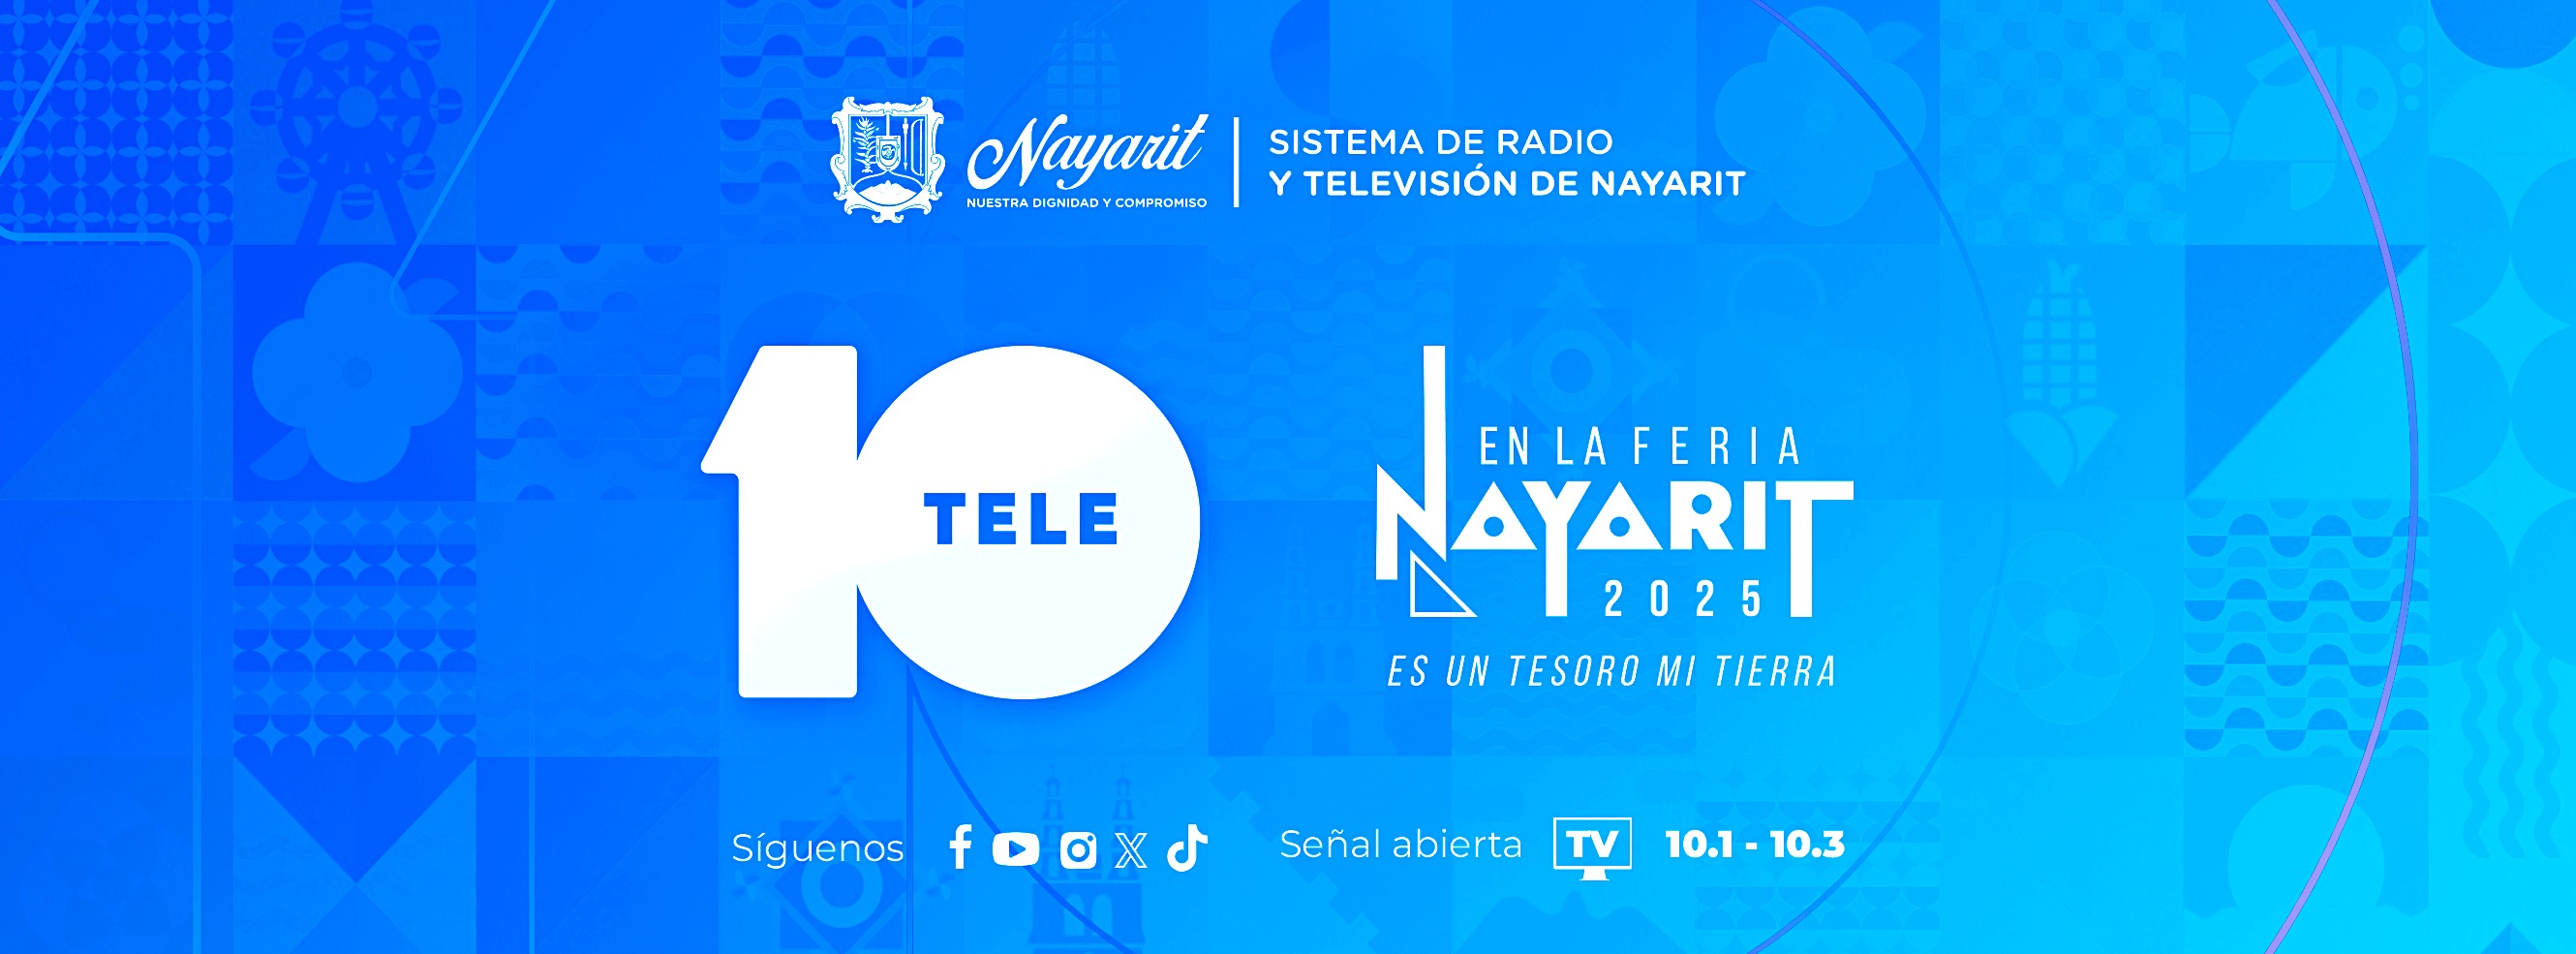 Nayarit
NUESTRA DIGNIDAD Y COMPROMISO
SISTEMA DE RADIO
Y TELEVISIÓN DE NAYARIT
10
TELE
EN LA FERIA
NAYARIT
2025
ES UN TESORO MI TIERRA
Síguenos
Señal abierta TV 10.1 - 10.3